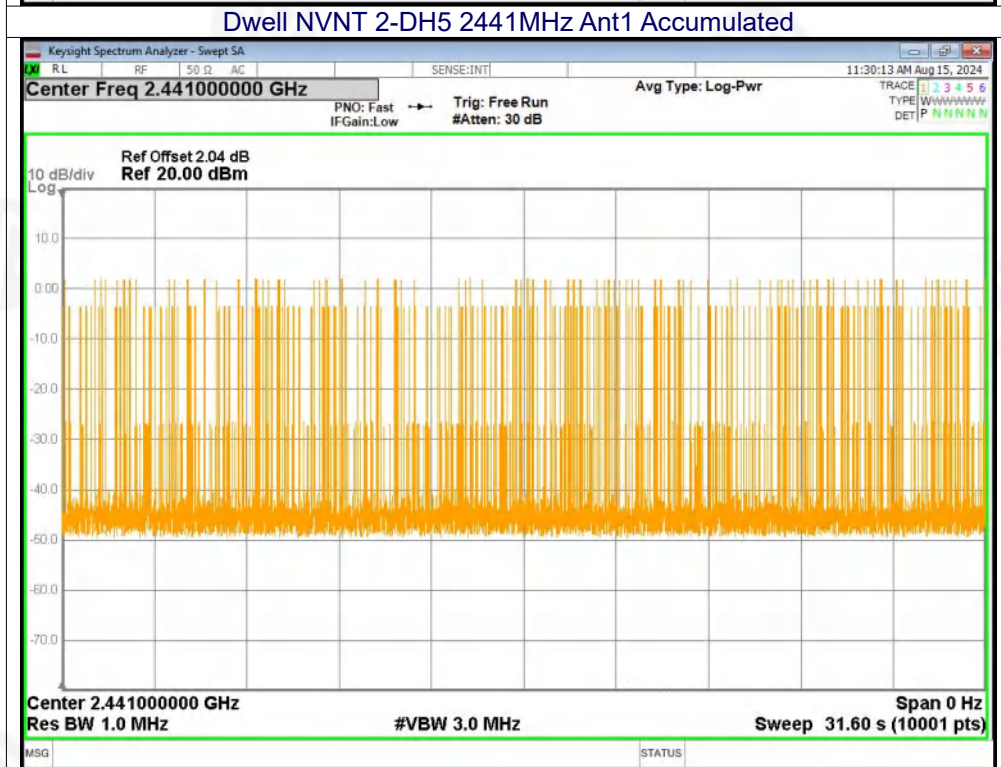 Dwell NVNT 2-DH5 2441MHz Ant1 Accumulated
Keysight Spectrum Analyzer - Swept SA
LXI RL RF 50 Ω AC SENSE:INT 11:30:13 AM Aug 15, 2024
Center Freq 2.441000000 GHz Avg Type: Log-Pwr TRACE 1 2 3 4 5 6
PNO: Fast Trig: Free Run TYPE WWWWWW
IFGain:Low #Atten: 30 dB DET P N N N N N
Ref Offset 2.04 dB
10 dB/div Ref 20.00 dBm
Log
10.0
0.00
-10.0
-20.0
-30.0
-40.0
-50.0
-60.0
-70.0
Center 2.441000000 GHz Span 0 Hz
Res BW 1.0 MHz #VBW 3.0 MHz Sweep 31.60 s (10001 pts)
MSG STATUS